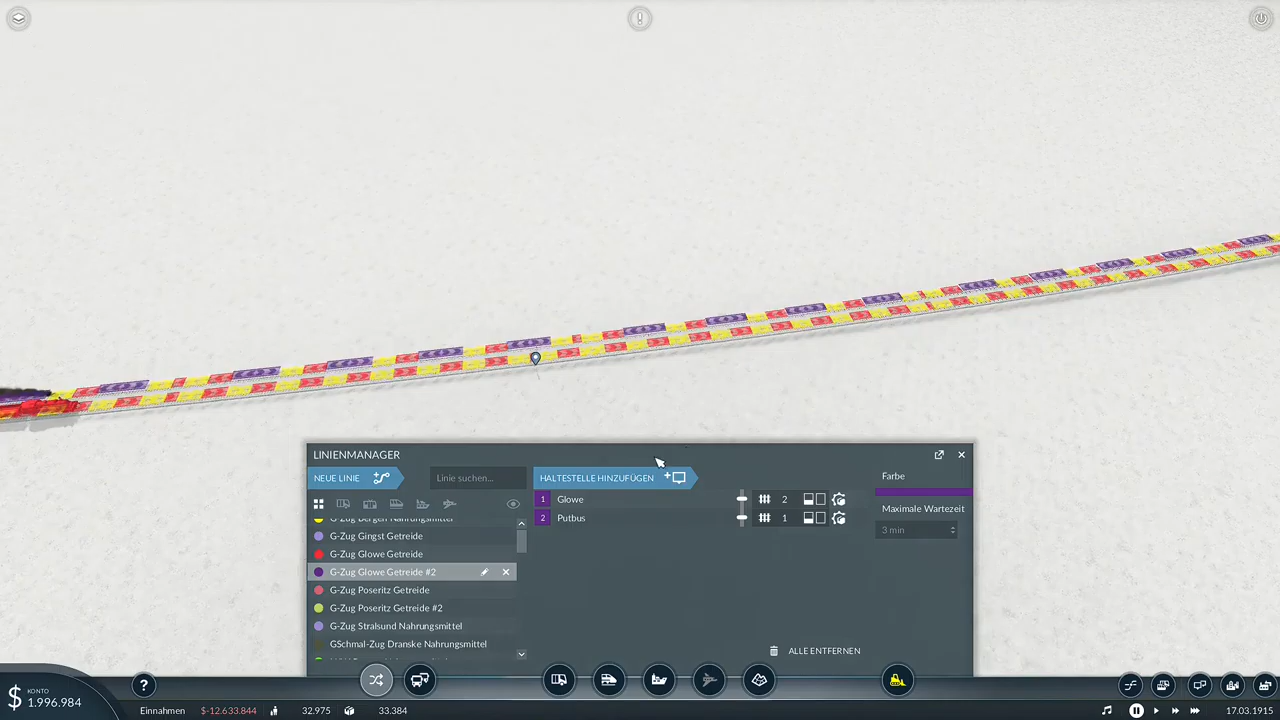 LINIENMANAGER
NEUE LINIE
Linie suchen...
HALTESTELLE HINZUFÜGEN
Farbe
1 Glowe 2
2 Putbus 1
Maximale Wartezeit
3 min
G-Zug Bergen Nahrungsmittel
G-Zug Gingst Getreide
G-Zug Glowe Getreide
G-Zug Glowe Getreide #2
G-Zug Poseritz Getreide
G-Zug Poseritz Getreide #2
G-Zug Stralsund Nahrungsmittel
GSchmal-Zug Dranske Nahrungsmittel
ALLE ENTFERNEN
$ KONTO
1.996.984
?
Einnahmen $-12.633.844 32.975 33.384 17.03.1915